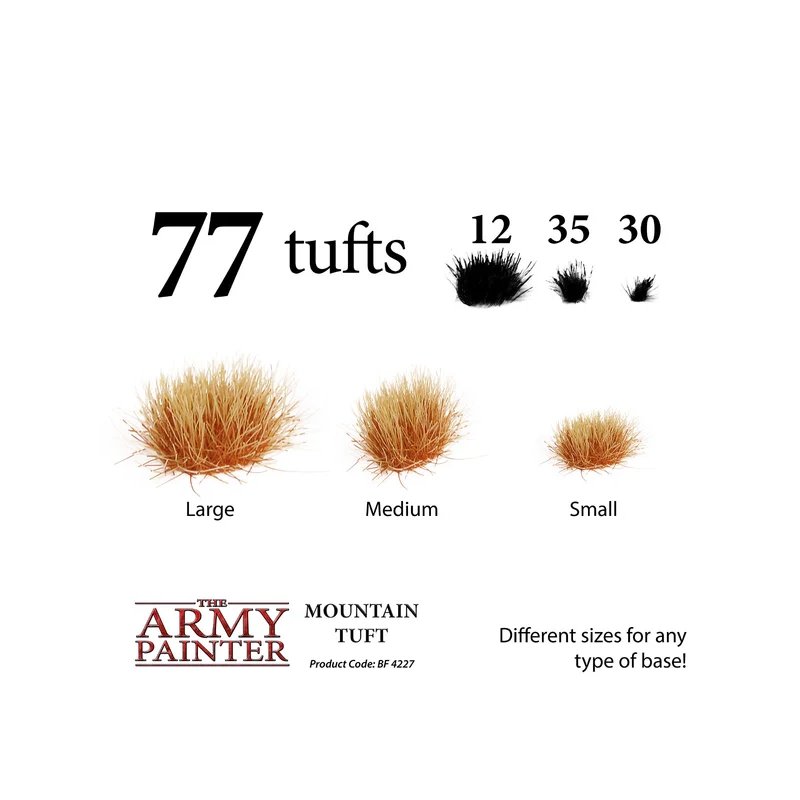 77 tufts
12 35 30
Large Medium Small
THE
ARMY
PAINTER
MOUNTAIN
TUFT
Product Code: BF 4227
Different sizes for any
type of base!